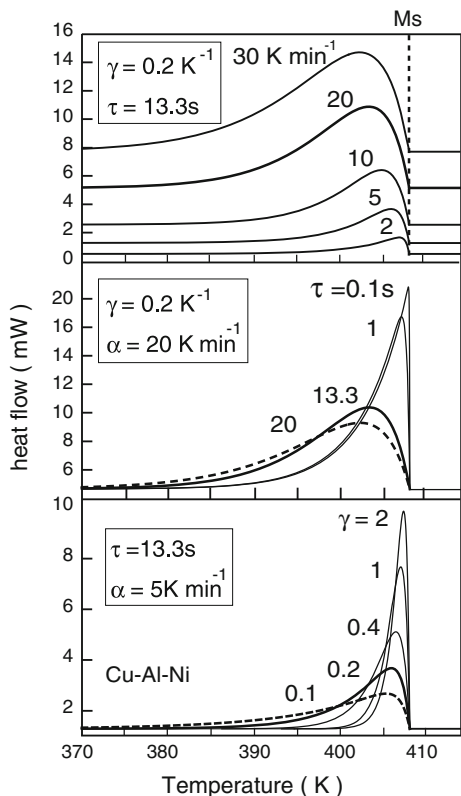 Ms
16
14
12
10
8
6
4
2
0
γ = 0.2 K⁻¹
τ = 13.3s
30 K min⁻¹
20
10
5
2
20
18
16
14
12
10
8
6
γ = 0.2 K⁻¹
α = 20 K min⁻¹
τ =0.1s
1
13.3
20
heat flow ( mW )
10
8
6
4
2
τ =13.3s
α = 5K min⁻¹
γ = 2
1
0.4
0.2
0.1
Cu-Al-Ni
370 380 390 400 410
Temperature ( K )